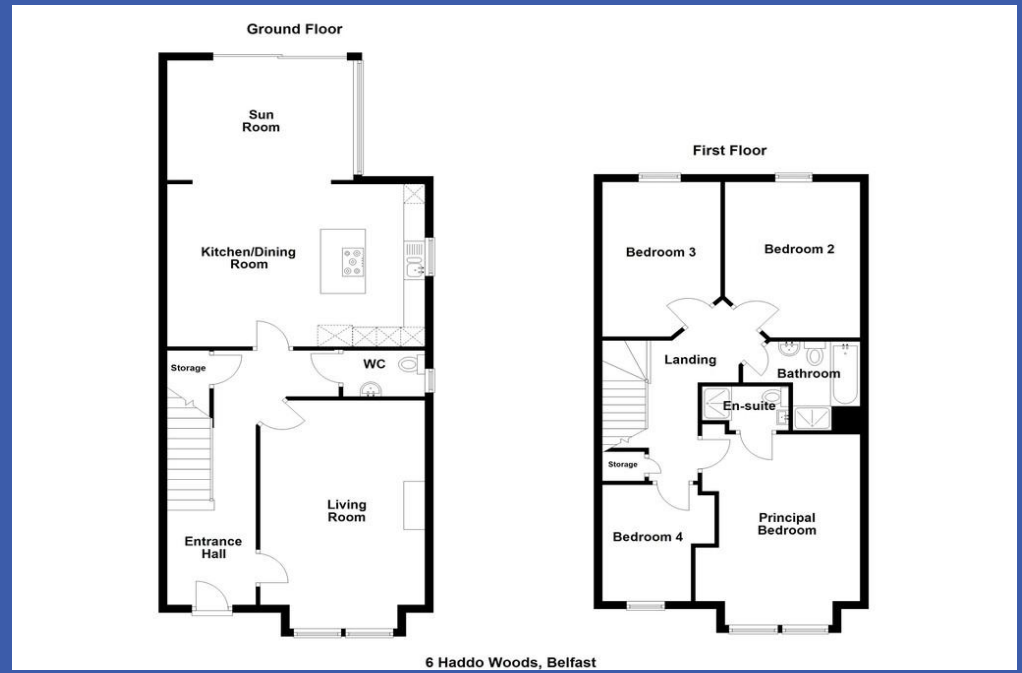 Ground Floor
Sun
Room
Kitchen/Dining
Room
Storage
WC
Living
Room
Entrance
Hall
First Floor
Bedroom 3
Bedroom 2
Landing
Bathroom
En-suite
Storage
Bedroom 4
Principal
Bedroom
6 Haddo Woods, Belfast